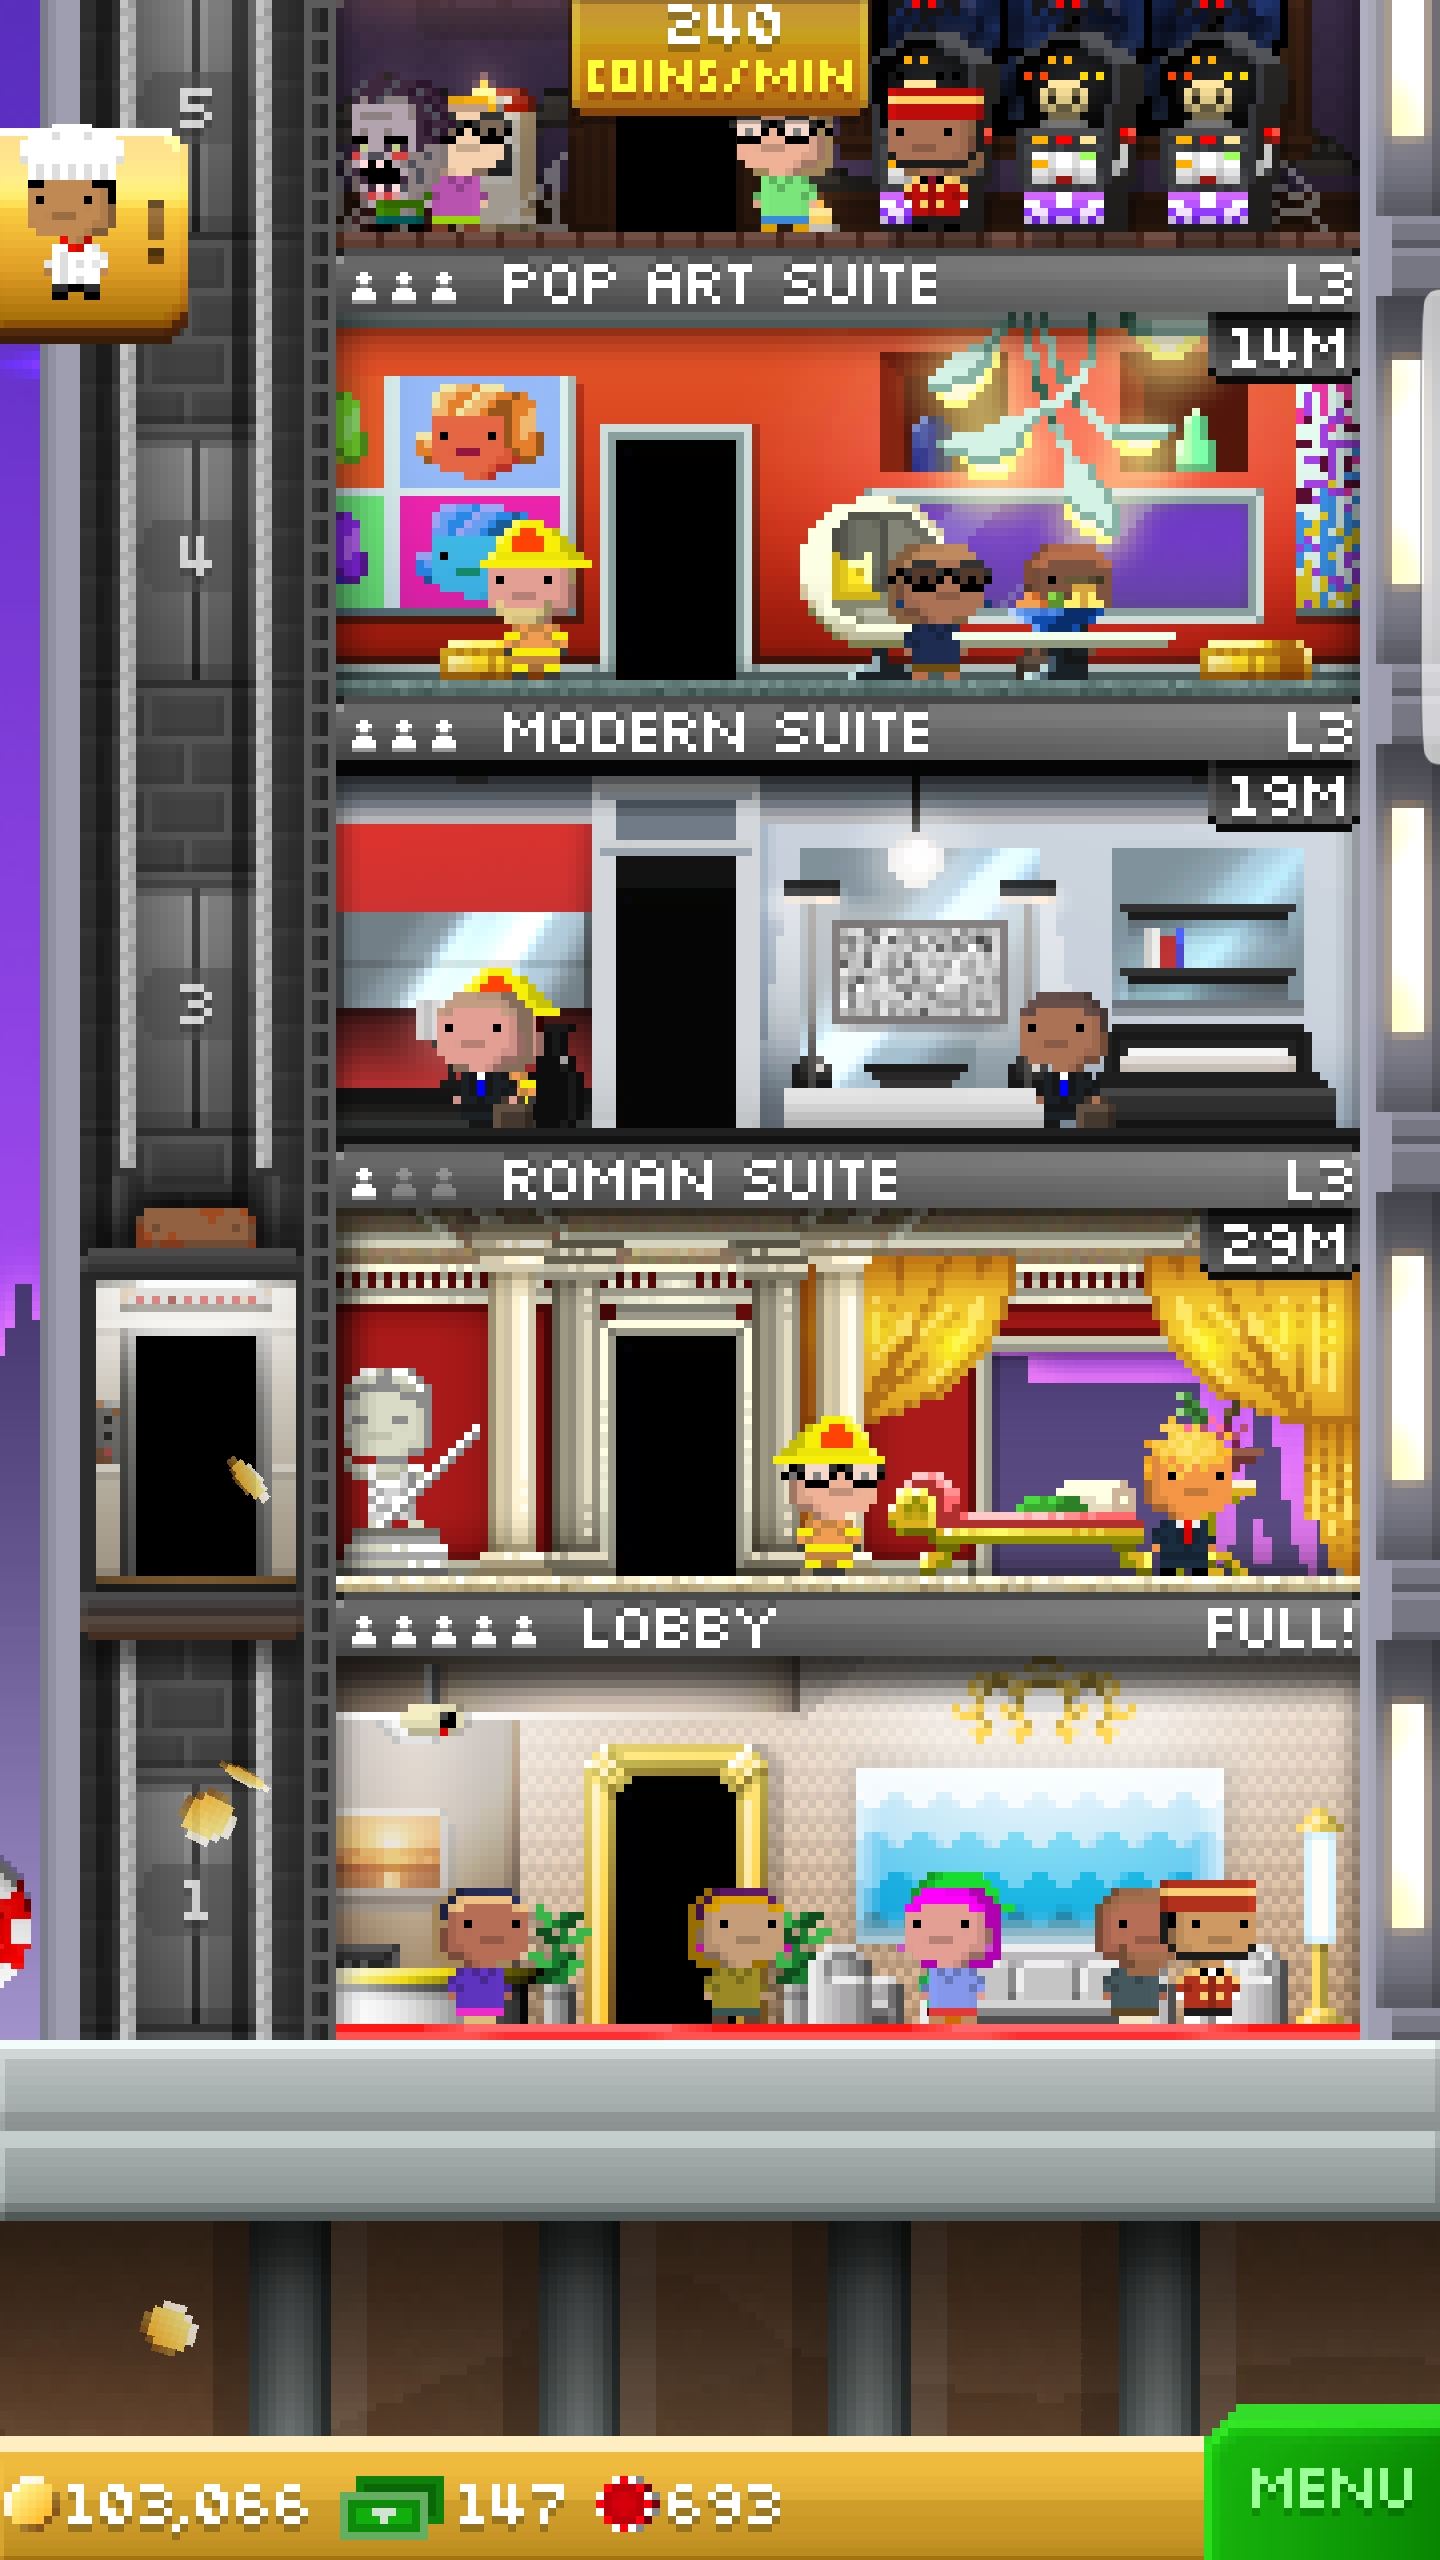 240
COINS/MIN
5
!
POP ART SUITE L3
14M
4
MODERN SUITE L3
19M
3
ROMAN SUITE L3
29M
LOBBY FULL!
1
103,066 147 693
MENU